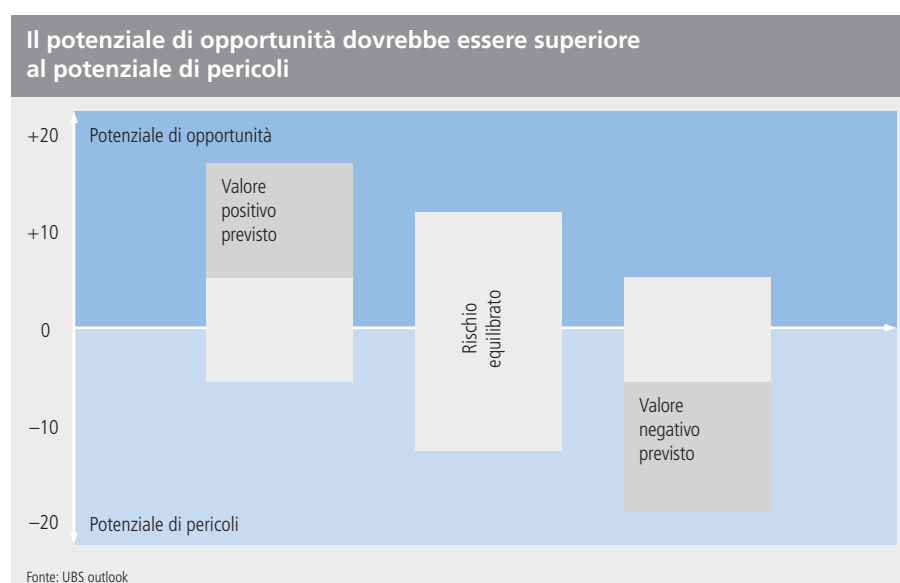 Il potenziale di opportunità dovrebbe essere superiore
al potenziale di pericoli
+20
Potenziale di opportunità
Valore
positivo
previsto
+10
0
Rischio
equilibrato
−10
Valore
negativo
previsto
−20
Potenziale di pericoli
Fonte: UBS outlook